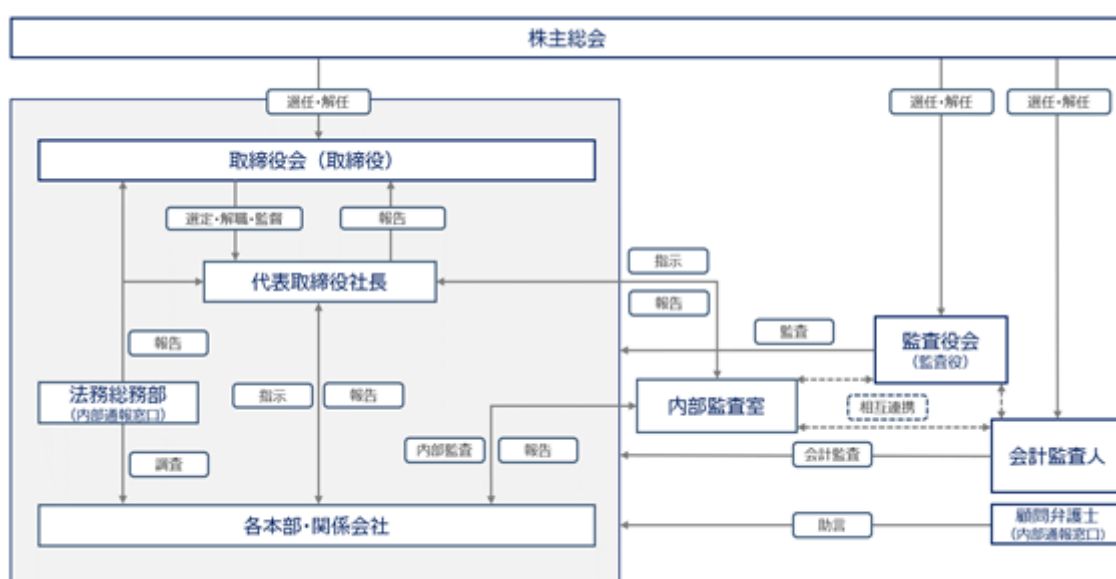 株主総会
選任・解任
選任・解任
選任・解任
取締役会（取締役）
選定・解職・監督
報告
代表取締役社長
指示
報告
監査
監査役会
（監査役）
報告
法務総務部
（内部通報窓口）
指示
報告
内部監査室
相互連携
内部監査
報告
調査
会計監査
会計監査人
各本部・関係会社
助言
顧問弁護士
（内部通報窓口）